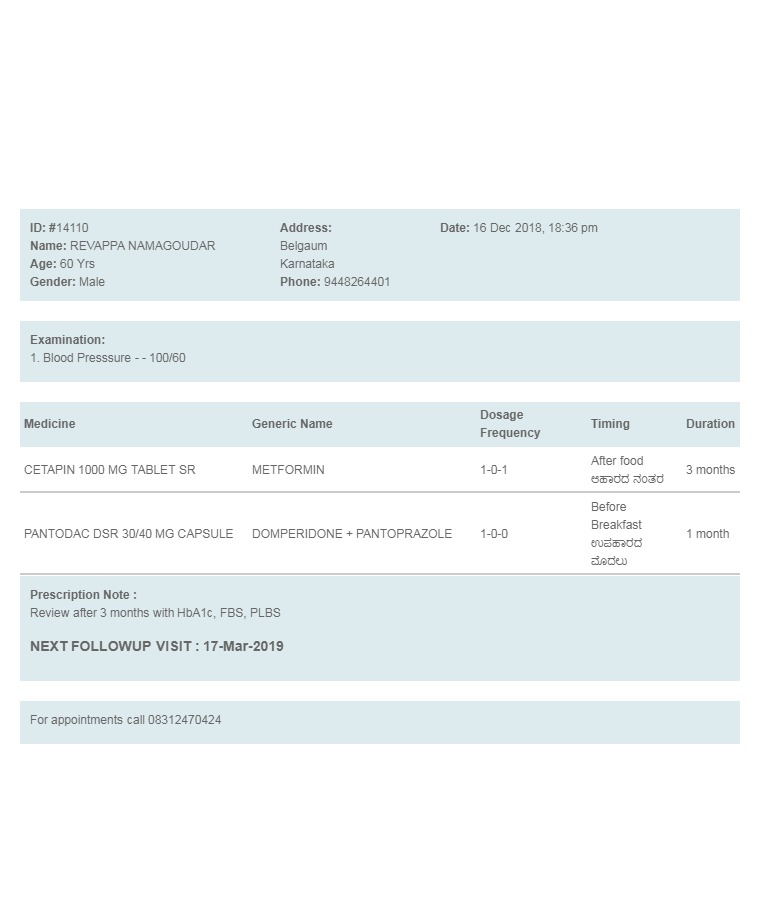 ID: #14110
Name: REVAPPA NAMAGOUDAR
Age: 60 Yrs
Gender: Male
Address:
Belgaum
Karnataka
Phone: 9448264401
Date: 16 Dec 2018, 18:36 pm
Examination:
1. Blood Presssure - - 100/60
Medicine Generic Name Dosage Frequency Timing Duration
CETAPIN 1000 MG TABLET SR METFORMIN 1-0-1 After food ಆಹಾರದ ನಂತರ 3 months
PANTODAC DSR 30/40 MG CAPSULE DOMPERIDONE + PANTOPRAZOLE 1-0-0 Before Breakfast ಉಪಹಾರದ ಮೊದಲು 1 month
Prescription Note :
Review after 3 months with HbA1c, FBS, PLBS
NEXT FOLLOWUP VISIT : 17-Mar-2019
For appointments call 08312470424